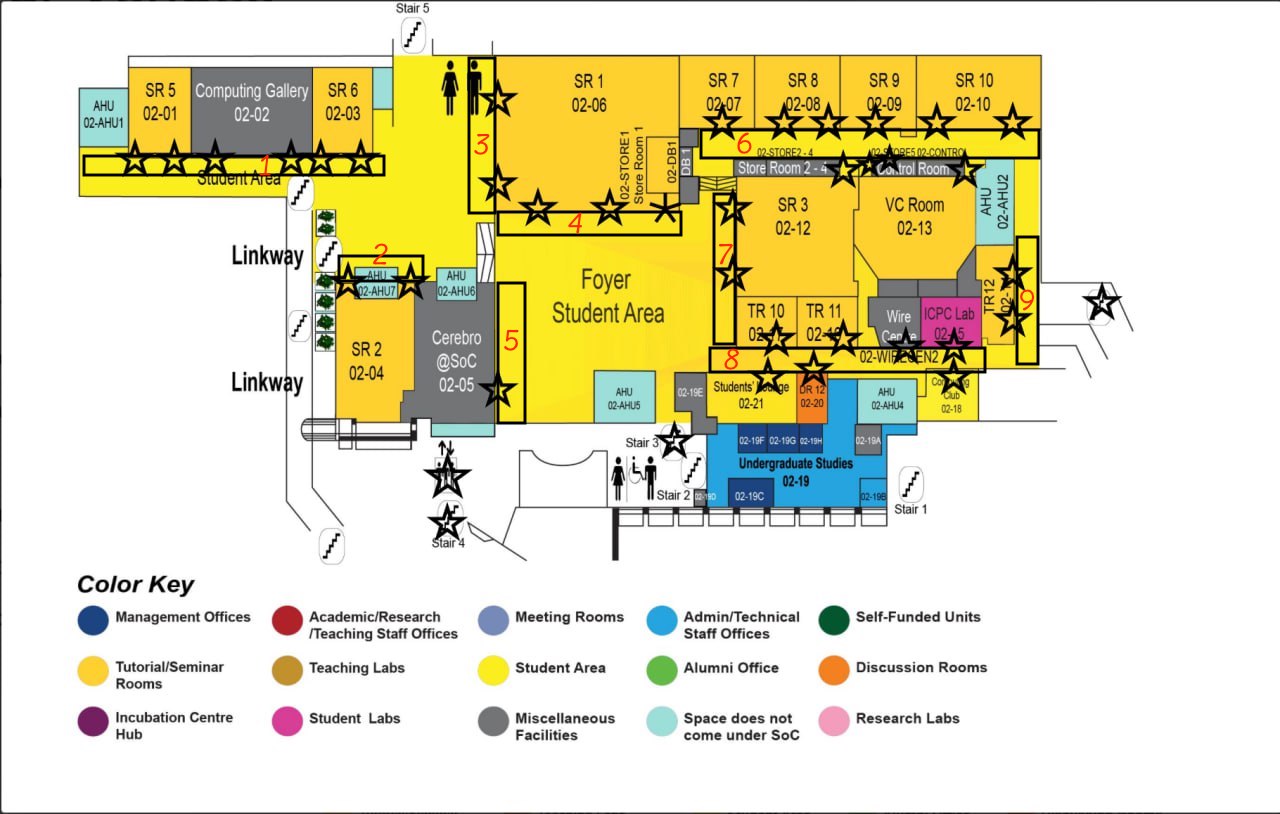 Stair 5
AHU
02-AHU1
SR 5
02-01
Computing Gallery
02-02
SR 6
02-03
1
Student Area
3
SR 1
02-06
02-STORE1
Store Room 1
02-DB1
DB 1
4
SR 7
02-07
SR 8
02-08
SR 9
02-09
SR 10
02-10
6
02-STORE2 - 4
02-STORE5
02-CONTROL
Store Room 2 - 4
Control Room
AHU
02-AHU2
7
SR 3
02-12
VC Room
02-13
Linkway
2
AHU
02-AHU7
AHU
02-AHU6
Foyer
Student Area
5
Cerebro
@SoC
02-05
SR 2
02-04
Linkway
TR 10
TR 11
Wire
ICPC Lab
TR12
9
8
02-WIRECEN2
AHU
02-AHU5
02-19E
Students' Lounge
02-21
DR 12
02-20
AHU
02-AHU4
Club
02-18
02-19F
02-19G
02-19H
02-19A
Undergraduate Studies
02-19
Stair 3
Stair 2
02-19D
02-19C
02-19B
Stair 1
Stair 4
Color Key
Management Offices
Academic/Research
/Teaching Staff Offices
Meeting Rooms
Admin/Technical
Staff Offices
Self-Funded Units
Tutorial/Seminar
Rooms
Teaching Labs
Student Area
Alumni Office
Discussion Rooms
Incubation Centre
Hub
Student Labs
Miscellaneous
Facilities
Space does not
come under SoC
Research Labs